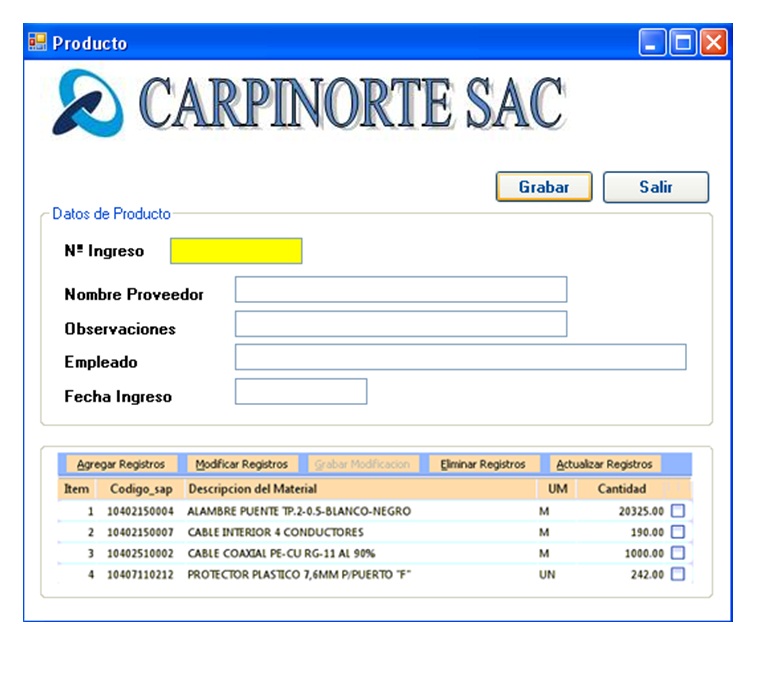 Producto
CARPINORTE SAC
Grabar Salir
Datos de Producto
Nº Ingreso
Nombre Proveedor
Observaciones
Empleado
Fecha Ingreso
Agregar Registros Modificar Registros Grabar Modificacion Eliminar Registros Actualizar Registros
Item Codigo_sap Descripcion del Material UM Cantidad
1 10402150004 ALAMBRE PUENTE TP.2-0.5-BLANCO-NEGRO M 20325.00
2 10402150007 CABLE INTERIOR 4 CONDUCTORES M 190.00
3 10402510002 CABLE COAXIAL PE-CU RG-11 AL 90% M 1000.00
4 10407110212 PROTECTOR PLASTICO 7,6MM P/PUERTO "F" UN 242.00